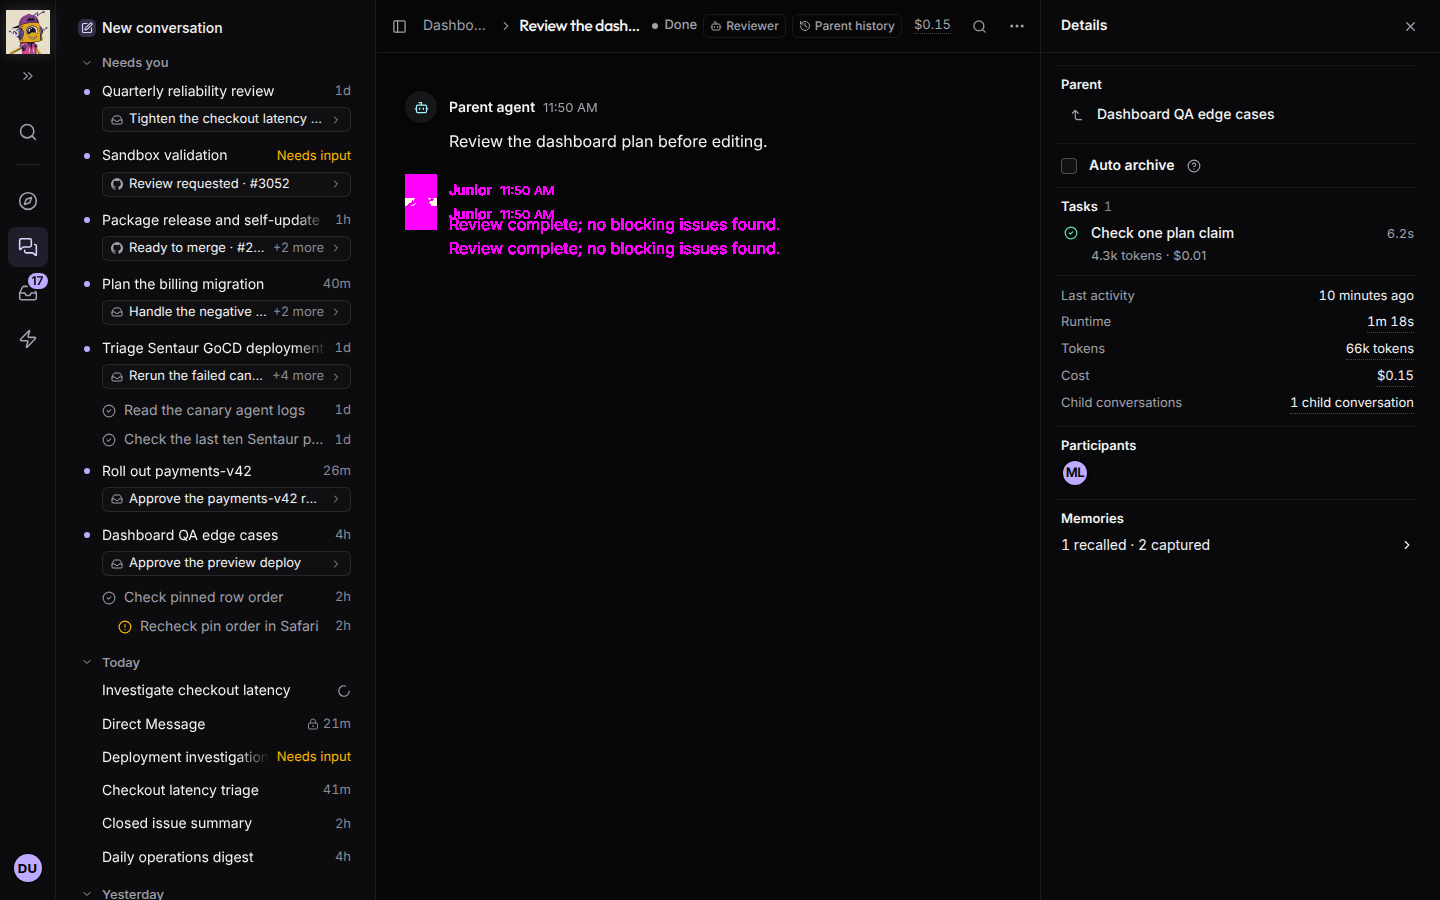 New conversation
Needs you
Quarterly reliability review 1d
Tighten the checkout latency ...
Sandbox validation Needs input
Review requested · #3052
Package release and self-update 1h
Ready to merge · #2... +2 more
Plan the billing migration 40m
Handle the negative ... +2 more
Triage Sentaur GoCD deployment 1d
Rerun the failed can... +4 more
Read the canary agent logs 1d
Check the last ten Sentaur p... 1d
Roll out payments-v42 26m
Approve the payments-v42 r...
Dashboard QA edge cases 4h
Approve the preview deploy
Check pinned row order 2h
Recheck pin order in Safari 2h
Today
Investigate checkout latency
Direct Message 21m
Deployment investigation Needs input
Checkout latency triage 41m
Closed issue summary 2h
Daily operations digest 4h
Yesterday
17
DU
Dashbo... Review the dash... Done Reviewer Parent history $0.15
Parent agent 11:50 AM
Review the dashboard plan before editing.
Junior 11:50 AM
Junior 11:50 AM
Review complete; no blocking issues found.
Review complete; no blocking issues found.
Details
Parent
Dashboard QA edge cases
Auto archive
Tasks 1
Check one plan claim 6.2s
4.3k tokens · $0.01
Last activity 10 minutes ago
Runtime 1m 18s
Tokens 66k tokens
Cost $0.15
Child conversations 1 child conversation
Participants
ML
Memories
1 recalled · 2 captured